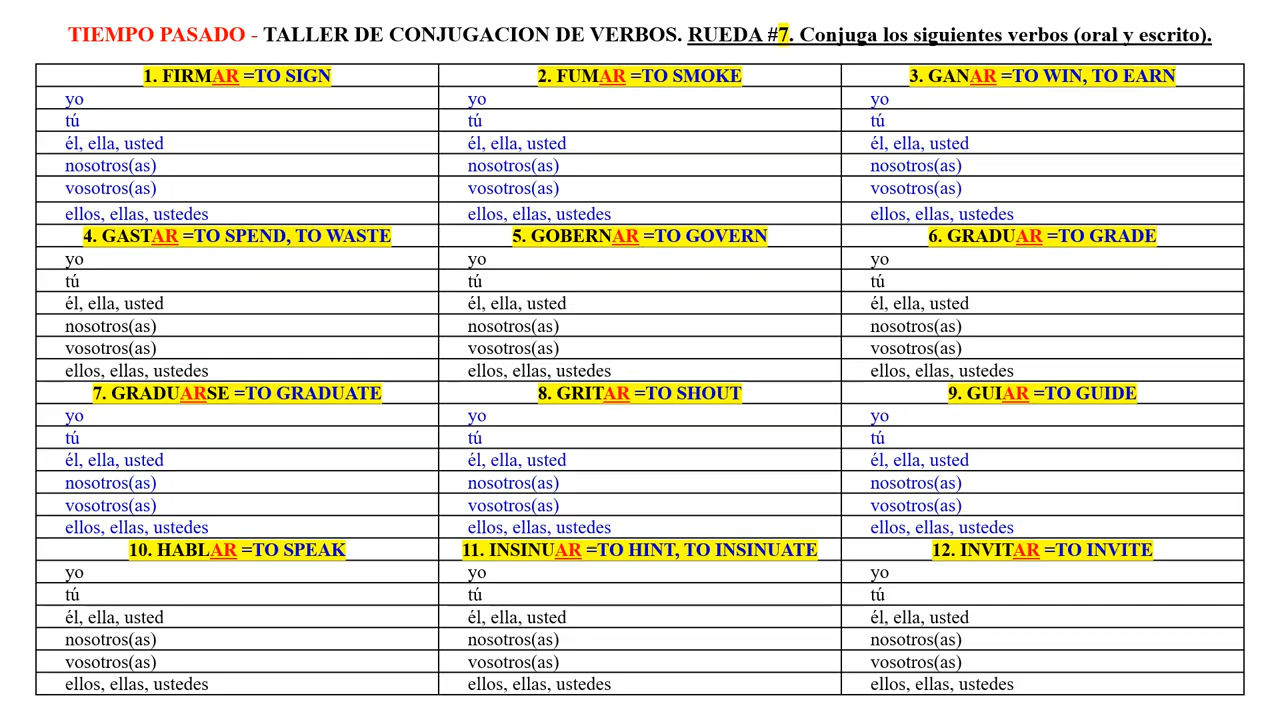 TIEMPO PASADO - TALLER DE CONJUGACION DE VERBOS. RUEDA #7. Conjuga los siguientes verbos (oral y escrito).
1. FIRMAR =TO SIGN 2. FUMAR =TO SMOKE 3. GANAR =TO WIN, TO EARN
yo yo yo
tú tú tú
él, ella, usted él, ella, usted él, ella, usted
nosotros(as) nosotros(as) nosotros(as)
vosotros(as) vosotros(as) vosotros(as)
ellos, ellas, ustedes ellos, ellas, ustedes ellos, ellas, ustedes
4. GASTAR =TO SPEND, TO WASTE 5. GOBERNAR =TO GOVERN 6. GRADUAR =TO GRADE
yo yo yo
tú tú tú
él, ella, usted él, ella, usted él, ella, usted
nosotros(as) nosotros(as) nosotros(as)
vosotros(as) vosotros(as) vosotros(as)
ellos, ellas, ustedes ellos, ellas, ustedes ellos, ellas, ustedes
7. GRADUARSE =TO GRADUATE 8. GRITAR =TO SHOUT 9. GUIAR =TO GUIDE
yo yo yo
tú tú tú
él, ella, usted él, ella, usted él, ella, usted
nosotros(as) nosotros(as) nosotros(as)
vosotros(as) vosotros(as) vosotros(as)
ellos, ellas, ustedes ellos, ellas, ustedes ellos, ellas, ustedes
10. HABLAR =TO SPEAK 11. INSINUAR =TO HINT, TO INSINUATE 12. INVITAR =TO INVITE
yo yo yo
tú tú tú
él, ella, usted él, ella, usted él, ella, usted
nosotros(as) nosotros(as) nosotros(as)
vosotros(as) vosotros(as) vosotros(as)
ellos, ellas, ustedes ellos, ellas, ustedes ellos, ellas, ustedes